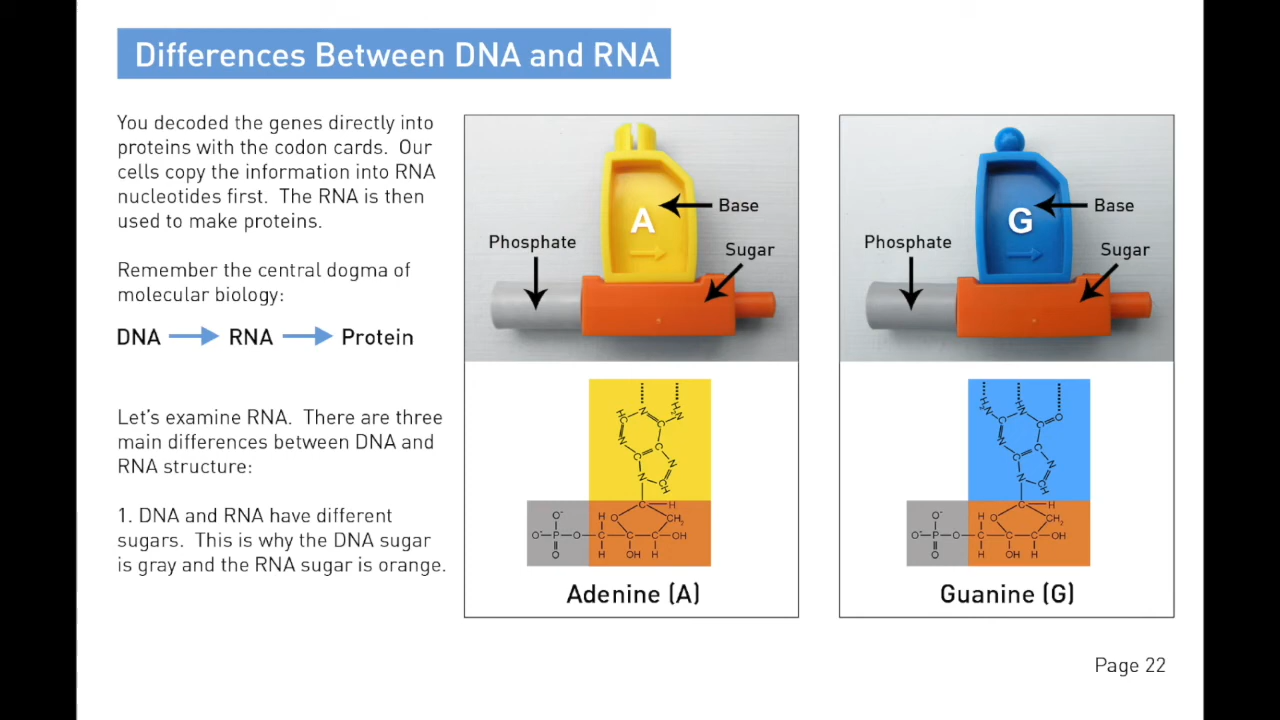 Differences Between DNA and RNA
You decoded the genes directly into
proteins with the codon cards. Our
cells copy the information into RNA
nucleotides first. The RNA is then
used to make proteins.
Remember the central dogma of
molecular biology:
DNA RNA Protein
Let's examine RNA. There are three
main differences between DNA and
RNA structure:
1. DNA and RNA have different
sugars. This is why the DNA sugar
is gray and the RNA sugar is orange.
A
Base
Phosphate
Sugar
Adenine (A)
G
Base
Phosphate
Sugar
Guanine (G)
Page 22